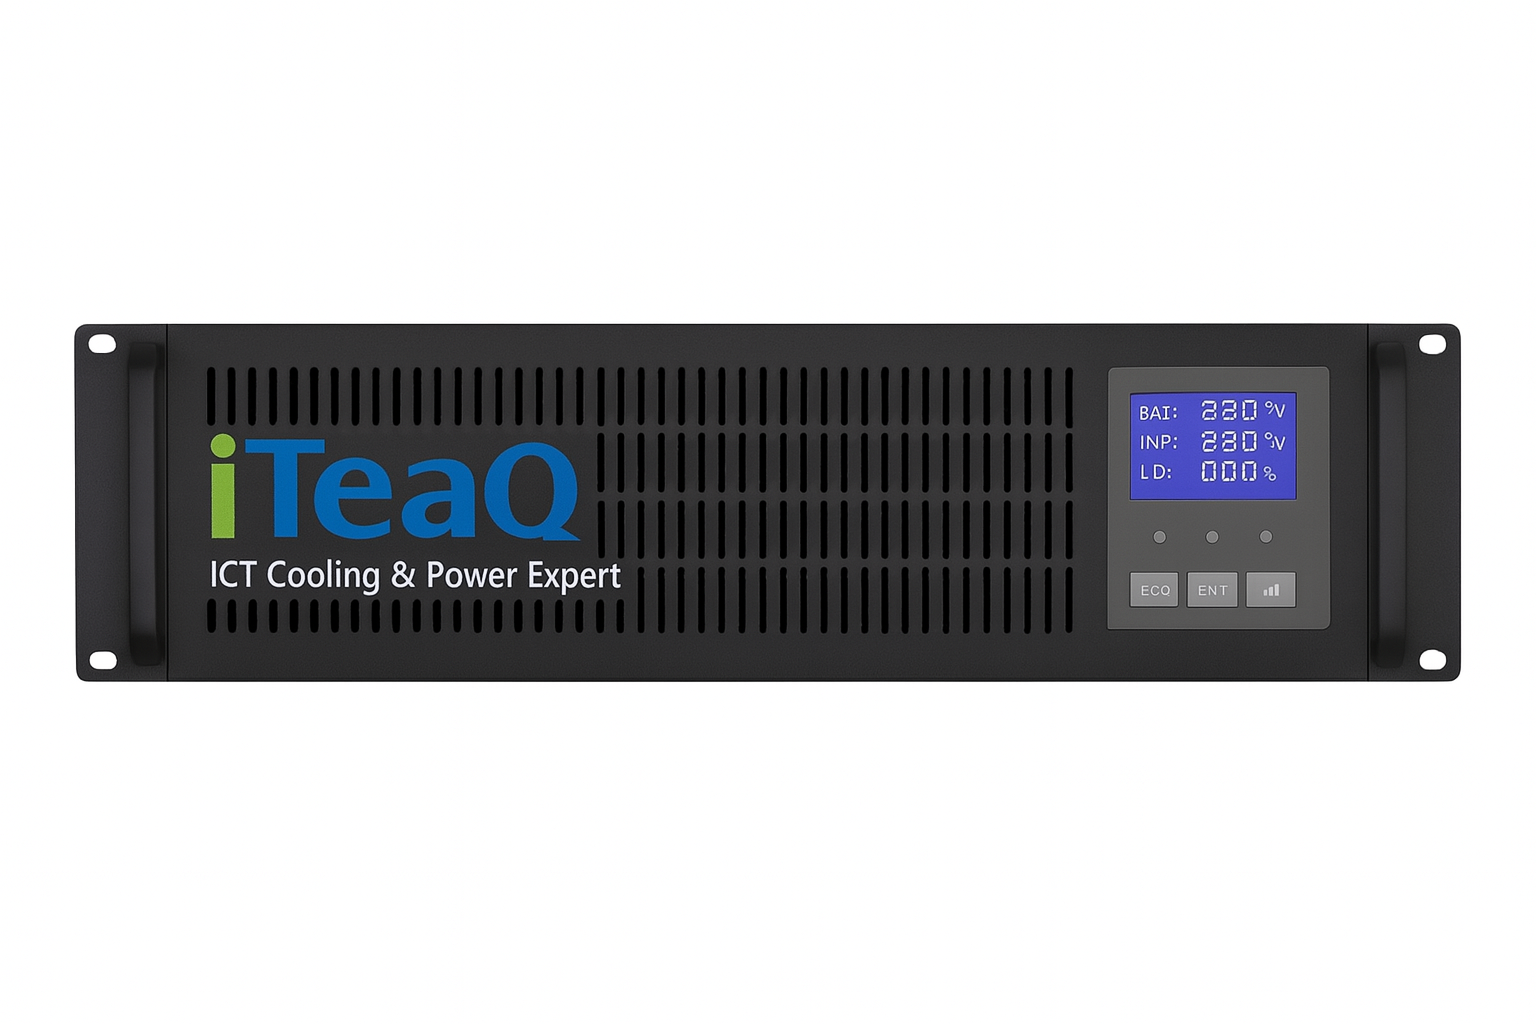 iTeaQ
ICT Cooling & Power Expert
BAI: 220 %V
INP: 220 %V
LD: 000 %
ECO ENT